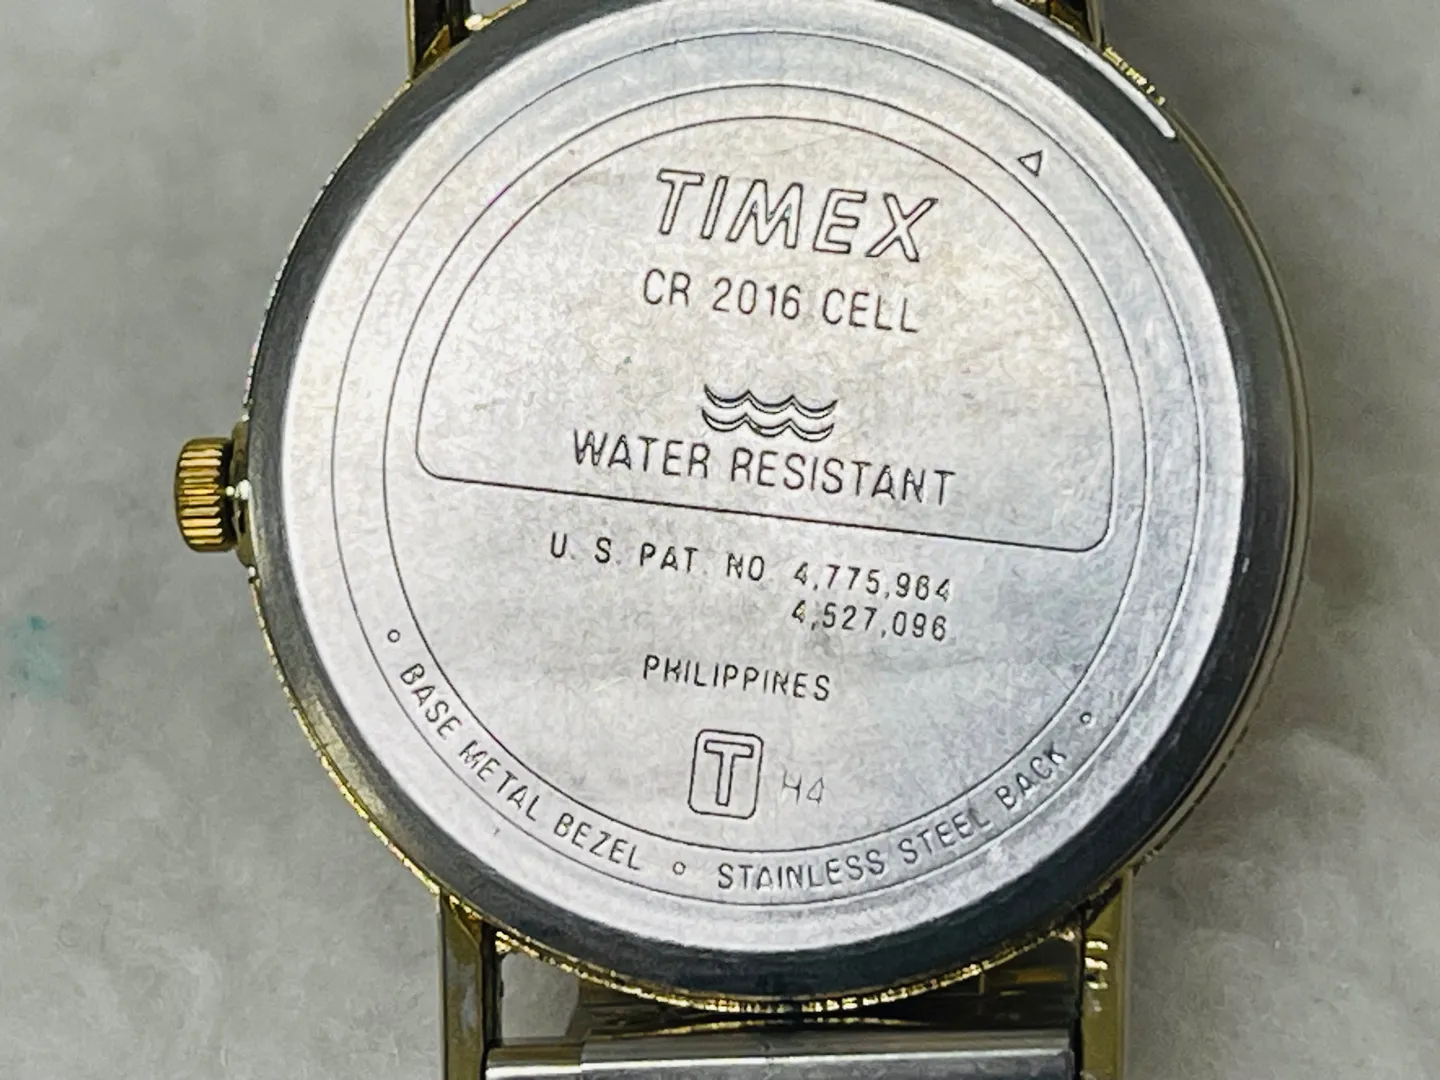 TIMEX
CR 2016 CELL
WATER RESISTANT
U. S. PAT. NO 4,775,964
4,527,096
PHILIPPINES
T H4
BASE METAL BEZEL o STAINLESS STEEL BACK